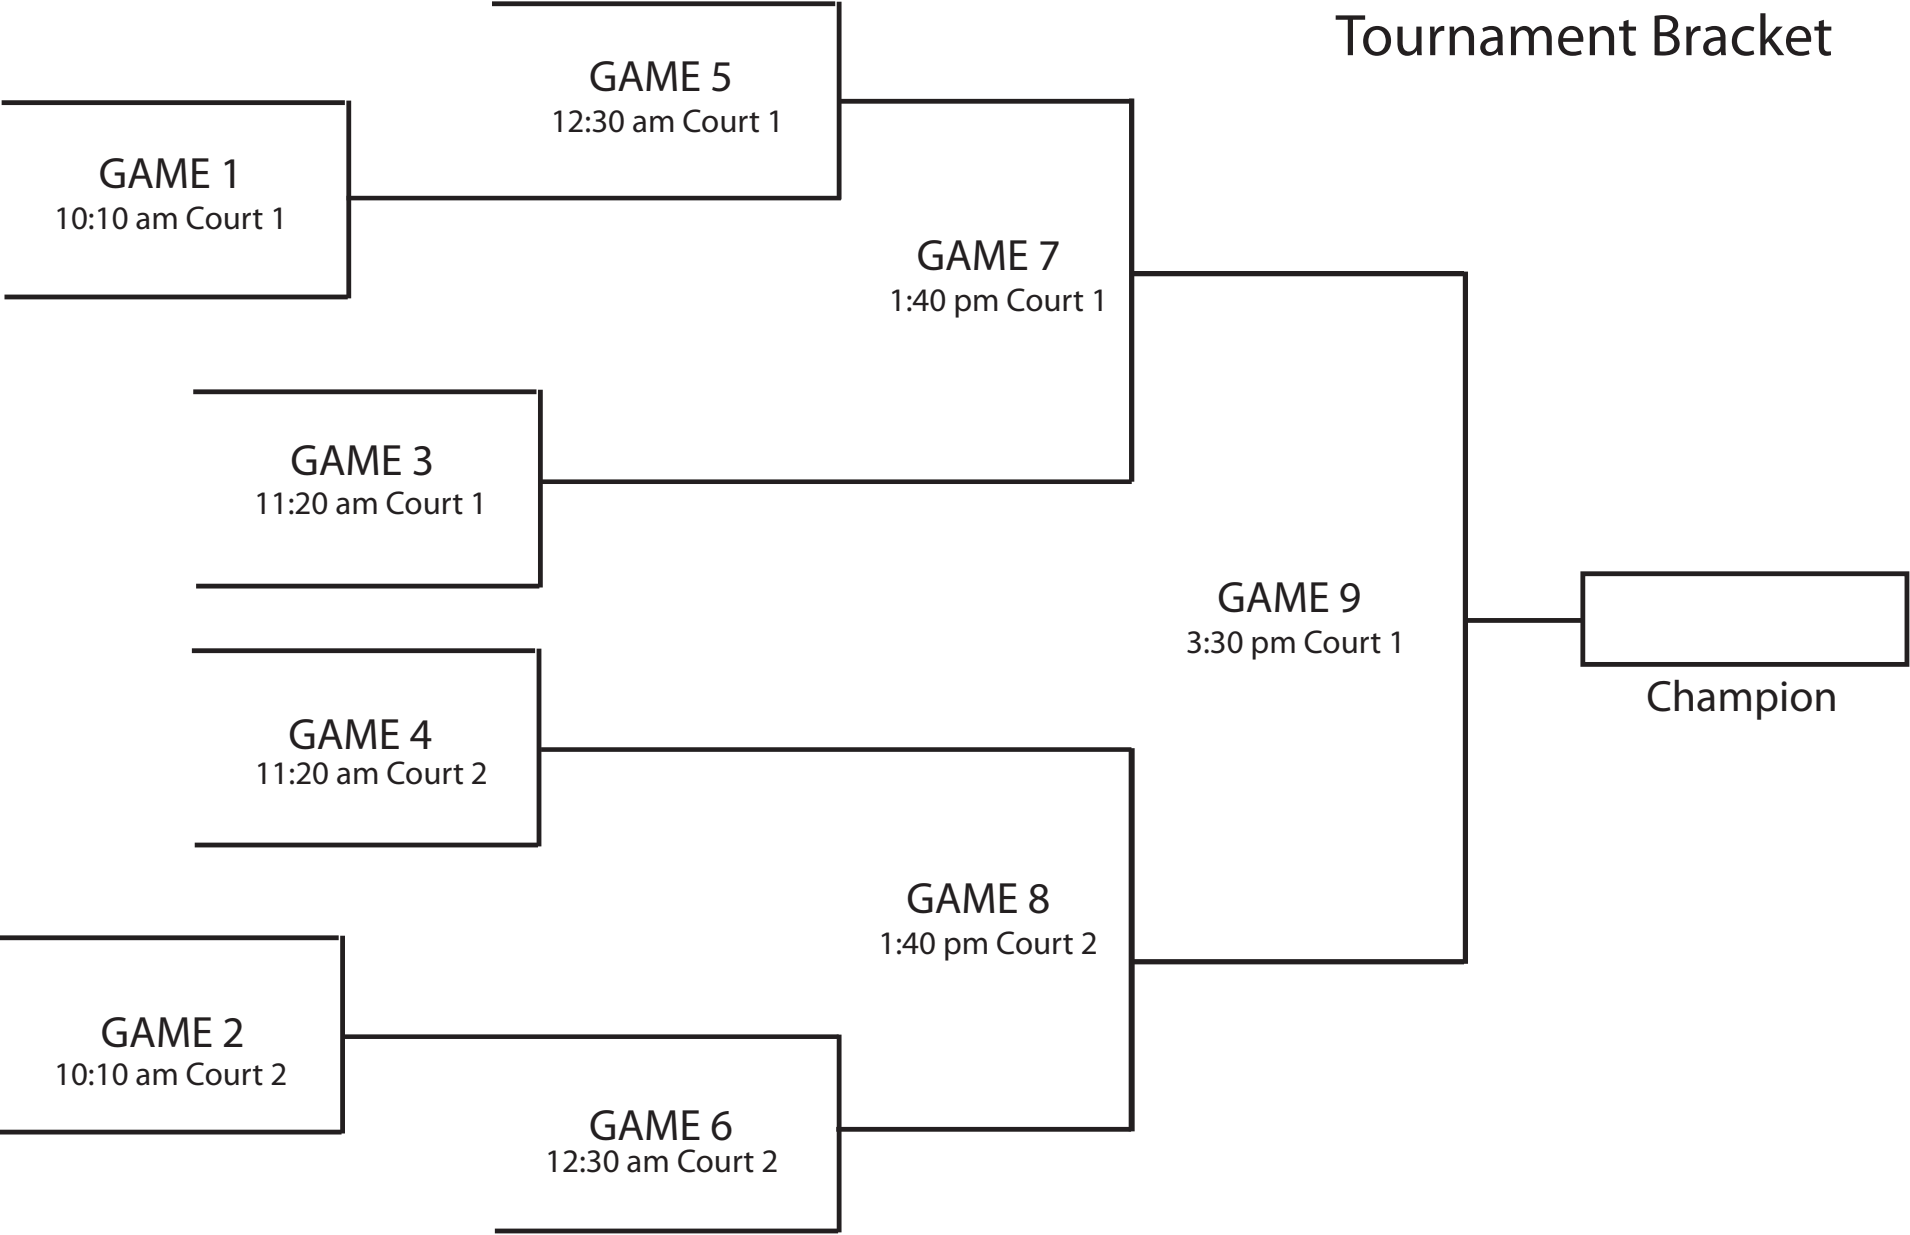 Tournament Bracket
GAME 5
12:30 am Court 1
GAME 1
10:10 am Court 1
GAME 7
1:40 pm Court 1
GAME 3
11:20 am Court 1
GAME 9
3:30 pm Court 1
Champion
GAME 4
11:20 am Court 2
GAME 8
1:40 pm Court 2
GAME 2
10:10 am Court 2
GAME 6
12:30 am Court 2